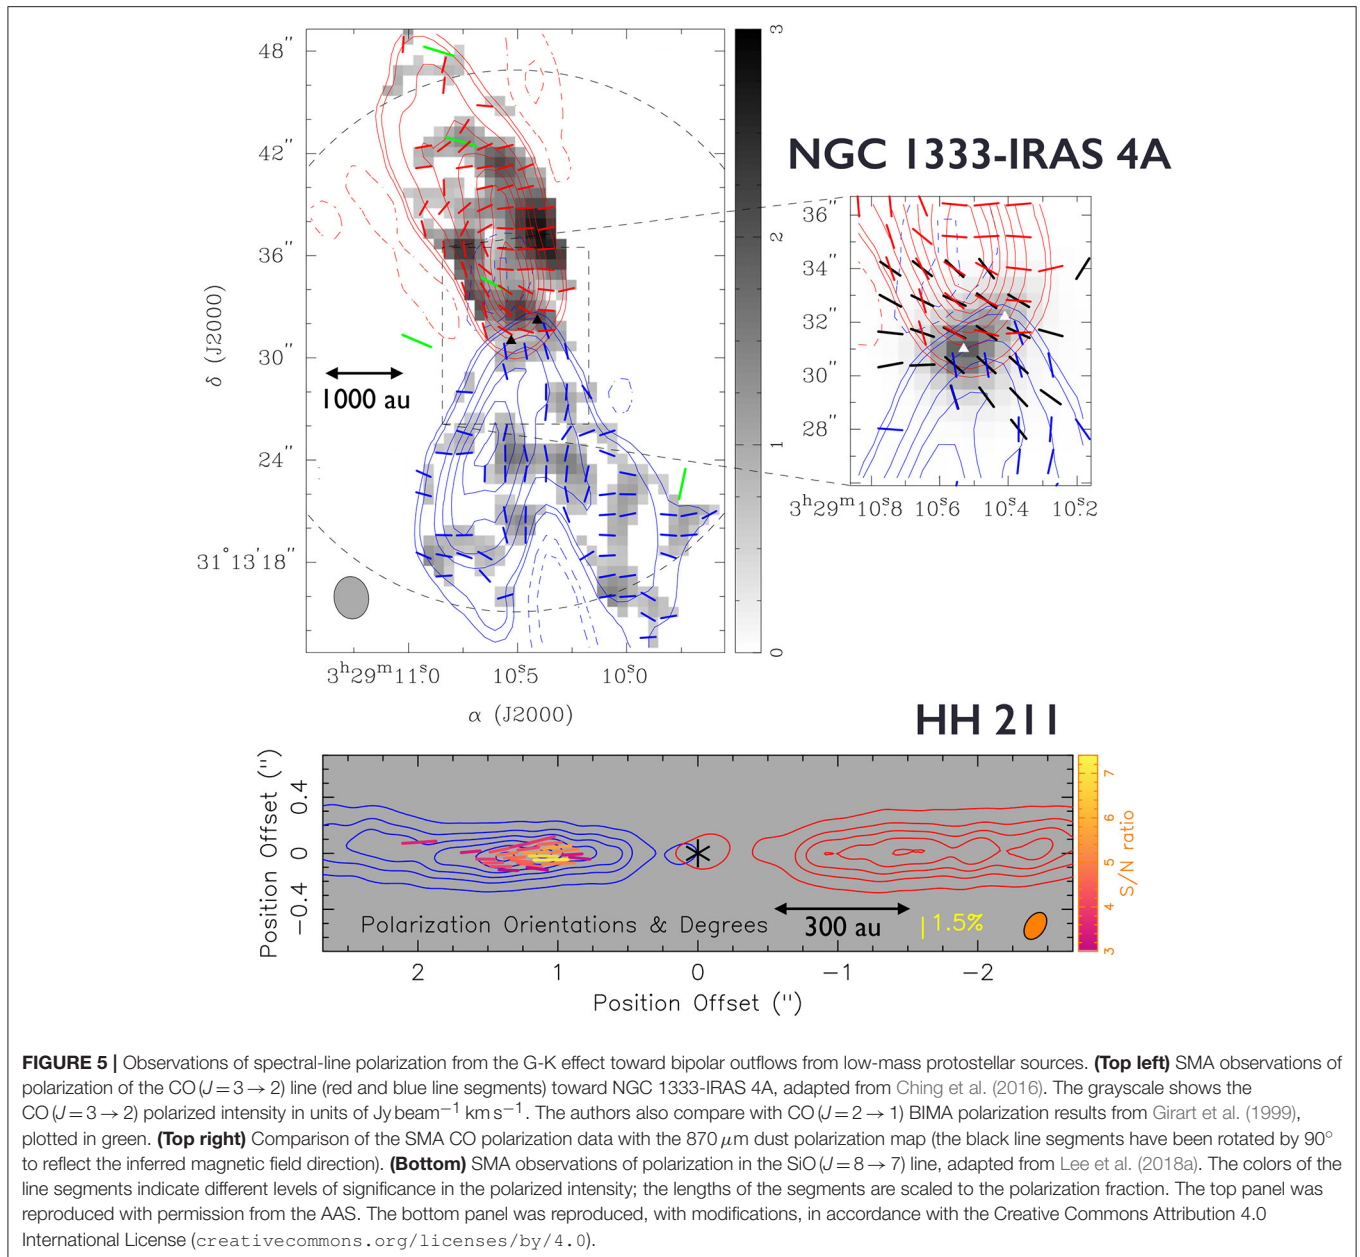 48″
42″
36″
30″
24″
31°13′18″
δ (J2000)
1000 au
3ʰ29ᵐ11ˢ.0
10ˢ.5
10ˢ.0
α (J2000)
3
2
1
0
NGC 1333-IRAS 4A
36″
34″
32″
30″
28″
3ʰ29ᵐ10ˢ.8
10ˢ.6
10ˢ.4
10ˢ.2
HH 211
Position Offset (″)
0.4
0
−0.4
Polarization Orientations & Degrees
300 au
1.5%
2
1
0
−1
−2
Position Offset (″)
7
6
5
4
3
S/N ratio
FIGURE 5 | Observations of spectral-line polarization from the G-K effect toward bipolar outflows from low-mass protostellar sources. (Top left) SMA observations of
polarization of the CO (J = 3 → 2) line (red and blue line segments) toward NGC 1333-IRAS 4A, adapted from Ching et al. (2016). The grayscale shows the
CO (J = 3 → 2) polarized intensity in units of Jy beam⁻¹ km s⁻¹. The authors also compare with CO (J = 2 → 1) BIMA polarization results from Girart et al. (1999),
plotted in green. (Top right) Comparison of the SMA CO polarization data with the 870 μm dust polarization map (the black line segments have been rotated by 90°
to reflect the inferred magnetic field direction). (Bottom) SMA observations of polarization in the SiO (J = 8 → 7) line, adapted from Lee et al. (2018a). The colors of the
line segments indicate different levels of significance in the polarized intensity; the lengths of the segments are scaled to the polarization fraction. The top panel was
reproduced with permission from the AAS. The bottom panel was reproduced, with modifications, in accordance with the Creative Commons Attribution 4.0
International License (creativecommons.org/licenses/by/4.0).